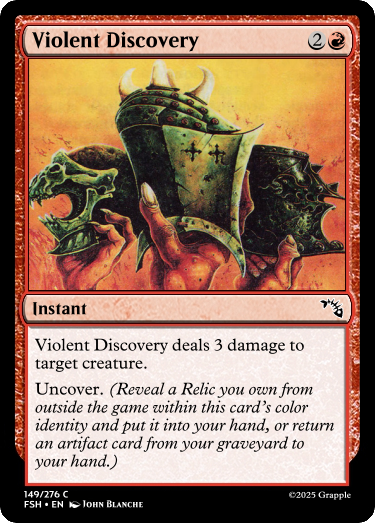 Violent Discovery 2
Instant
Violent Discovery deals 3 damage to
target creature.
Uncover. (Reveal a Relic you own from
outside the game within this card's color
identity and put it into your hand, or return
an artifact card from your graveyard to
your hand.)
149/276 C
FSH • EN JOHN BLANCHE
©2025 Grapple